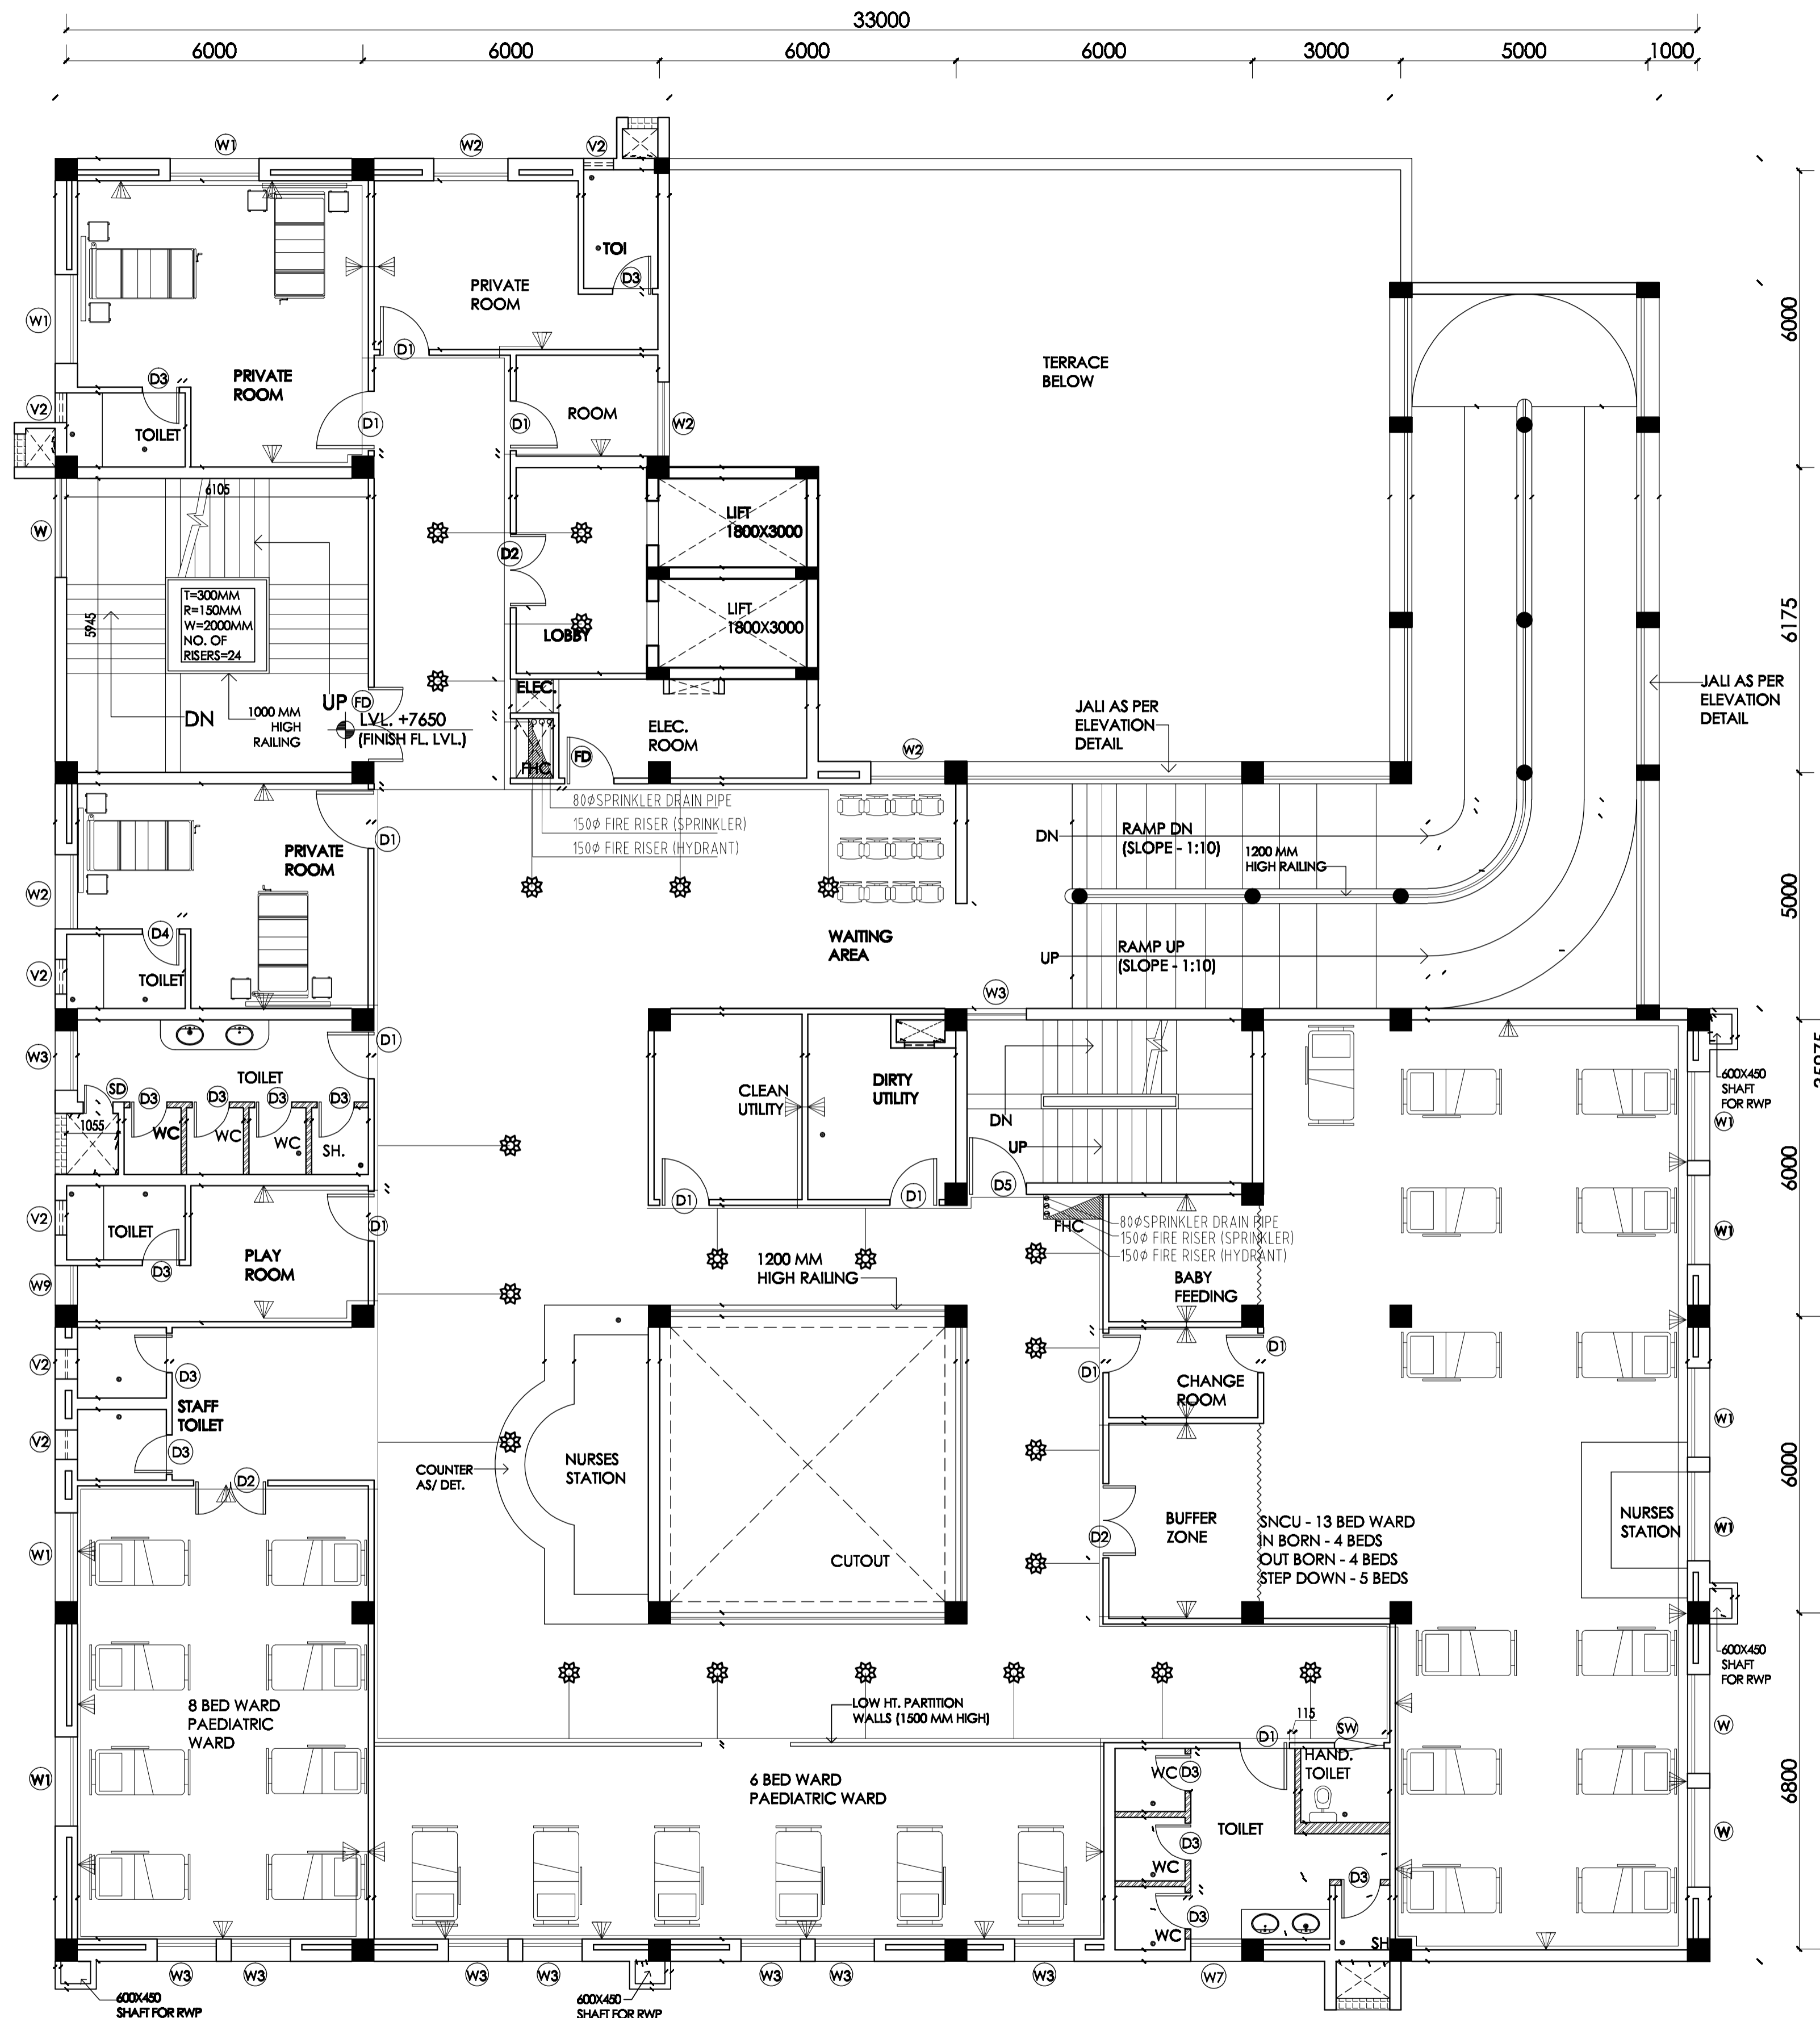 33000
6000
6000
6000
6000
3000
5000
1000
W1
W2
V2
TOI
D3
PRIVATE
ROOM
W1
D1
TERRACE
BELOW
6000
D3
PRIVATE
ROOM
V2
TOILET
D1
D1
ROOM
W2
6105
W
LIFT
1800X3000
D2
T=300MM
R=150MM
W=2000MM
NO. OF
RISERS=24
5945
LIFT
1800X3000
LOBBY
6175
DN
1000 MM
HIGH
RAILING
UP
FD
LVL. +7650
(FINISH FL. LVL.)
ELEC.
ELEC.
ROOM
FHC
FD
W2
JALI AS PER
ELEVATION
DETAIL
JALI AS PER
ELEVATION
DETAIL
80φSPRINKLER DRAIN PIPE
150φ FIRE RISER (SPRINKLER)
150φ FIRE RISER (HYDRANT)
D1
PRIVATE
ROOM
W2
DN
RAMP DN
(SLOPE - 1:10)
1200 MM
HIGH RAILING
5000
D4
TOILET
V2
WAITING
AREA
UP
RAMP UP
(SLOPE - 1:10)
W3
D1
W3
TOILET
SD
D3
D3
D3
D3
1055
WC
WC
WC
SH.
CLEAN
UTILITY
DIRTY
UTILITY
DN
UP
D1
D1
D5
600X450
SHAFT
FOR RWP
35975
W1
6000
V2
TOILET
D1
D3
PLAY
ROOM
W9
FHC
80φSPRINKLER DRAIN PIPE
150φ FIRE RISER (SPRINKLER)
150φ FIRE RISER (HYDRANT)
W1
1200 MM
HIGH RAILING
BABY
FEEDING
V2
D3
STAFF
TOILET
V2
D3
D2
D1
D1
CHANGE
ROOM
W1
COUNTER
AS/ DET.
NURSES
STATION
CUTOUT
BUFFER
ZONE
D2
SNCU - 13 BED WARD
IN BORN - 4 BEDS
OUT BORN - 4 BEDS
STEP DOWN - 5 BEDS
NURSES
STATION
W1
6000
W1
600X450
SHAFT
FOR RWP
8 BED WARD
PAEDIATRIC
WARD
LOW HT. PARTITION
WALLS (1500 MM HIGH)
115
SW
D1
W
W1
6 BED WARD
PAEDIATRIC WARD
WC
D3
HAND.
TOILET
6800
TOILET
D3
WC
W
D3
D3
WC
SH
W3
W3
W3
W3
W3
W3
W3
W7
600X450
SHAFT FOR RWP
600X450
SHAFT FOR RWP